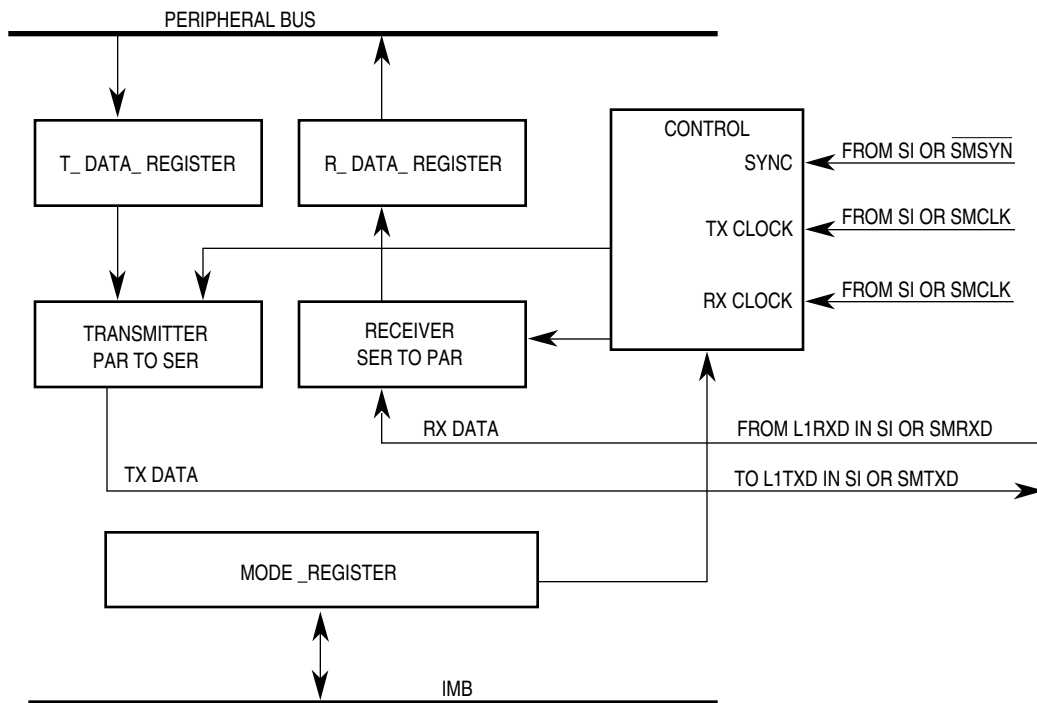 PERIPHERAL BUS
T_ DATA_ REGISTER
R_ DATA_ REGISTER
CONTROL
SYNC
FROM SI OR SMSYN
TX CLOCK
FROM SI OR SMCLK
RX CLOCK
FROM SI OR SMCLK
TRANSMITTER
PAR TO SER
RECEIVER
SER TO PAR
RX DATA
FROM L1RXD IN SI OR SMRXD
TX DATA
TO L1TXD IN SI OR SMTXD
MODE _REGISTER
IMB